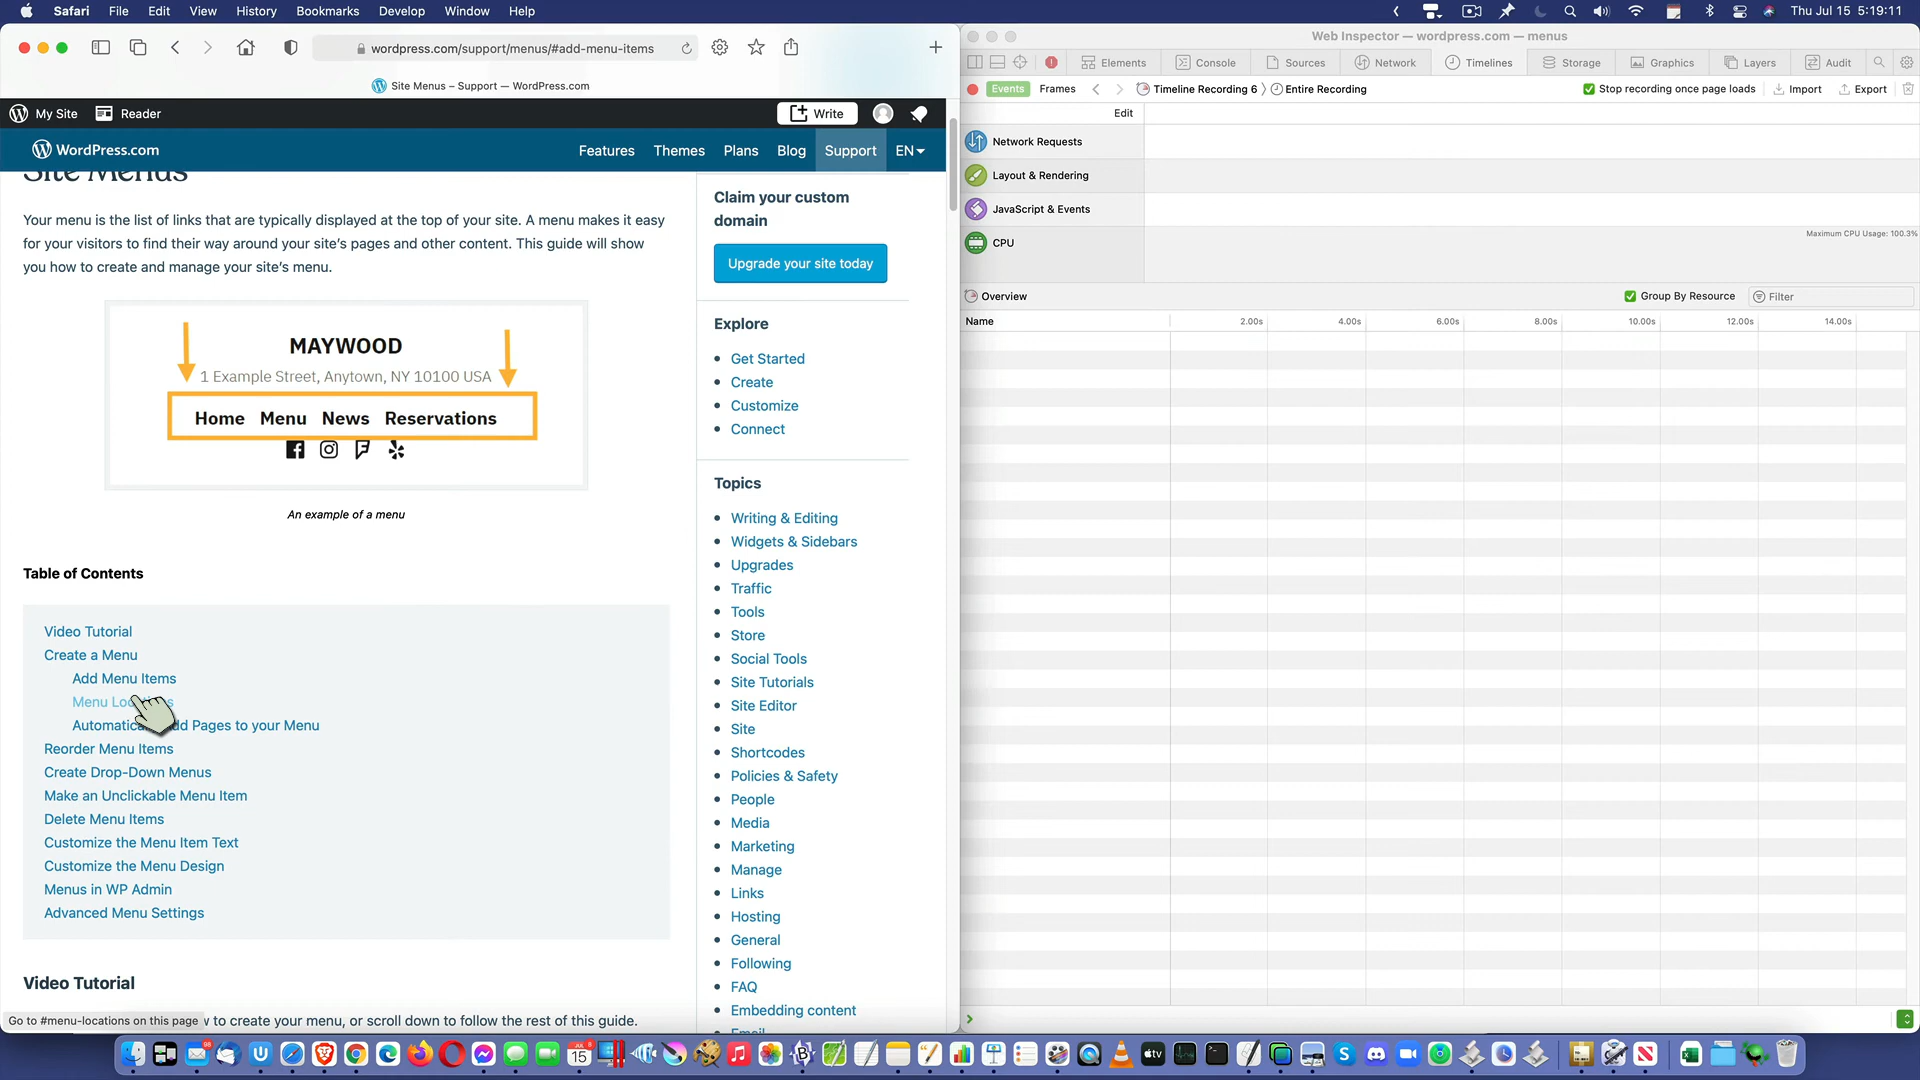 Safari File Edit View History Bookmarks Develop Window Help
Thu Jul 15 5:19:11
wordpress.com/support/menus/#add-menu-items
Site Menus – Support — WordPress.com
My Site Reader Write
WordPress.com Features Themes Plans Blog Support EN
Site Menus
Your menu is the list of links that are typically displayed at the top of your site. A menu makes it easy
for your visitors to find their way around your site's pages and other content. This guide will show
you how to create and manage your site's menu.
MAYWOOD
1 Example Street, Anytown, NY 10100 USA
Home Menu News Reservations
An example of a menu
Table of Contents
Video Tutorial
Create a Menu
Add Menu Items
Menu
Pages to your Menu
Reorder Menu Items
Create Drop-Down Menus
Make an Unclickable Menu Item
Delete Menu Items
Customize the Menu Item Text
Customize the Menu Design
Menus in WP Admin
Advanced Menu Settings
Video Tutorial
Go to #menu-locations on this page
to create your menu, or scroll down to follow the rest of this guide.
Claim your custom
domain
Upgrade your site today
Explore
Get Started
Create
Customize
Connect
Topics
Writing & Editing
Widgets & Sidebars
Upgrades
Traffic
Tools
Store
Social Tools
Site Tutorials
Site Editor
Site
Shortcodes
Policies & Safety
People
Media
Marketing
Manage
Links
Hosting
General
Following
FAQ
Embedding content
Web Inspector — wordpress.com — menus
Elements Console Sources Network Timelines Storage Graphics Layers Audit
Events Frames Timeline Recording 6 Entire Recording Stop recording once page loads Import Export
Edit
Network Requests
Layout & Rendering
JavaScript & Events
CPU
Maximum CPU Usage: 100.3%
Overview Group By Resource Filter
Name 2.00s 4.00s 6.00s 8.00s 10.00s 12.00s 14.00s